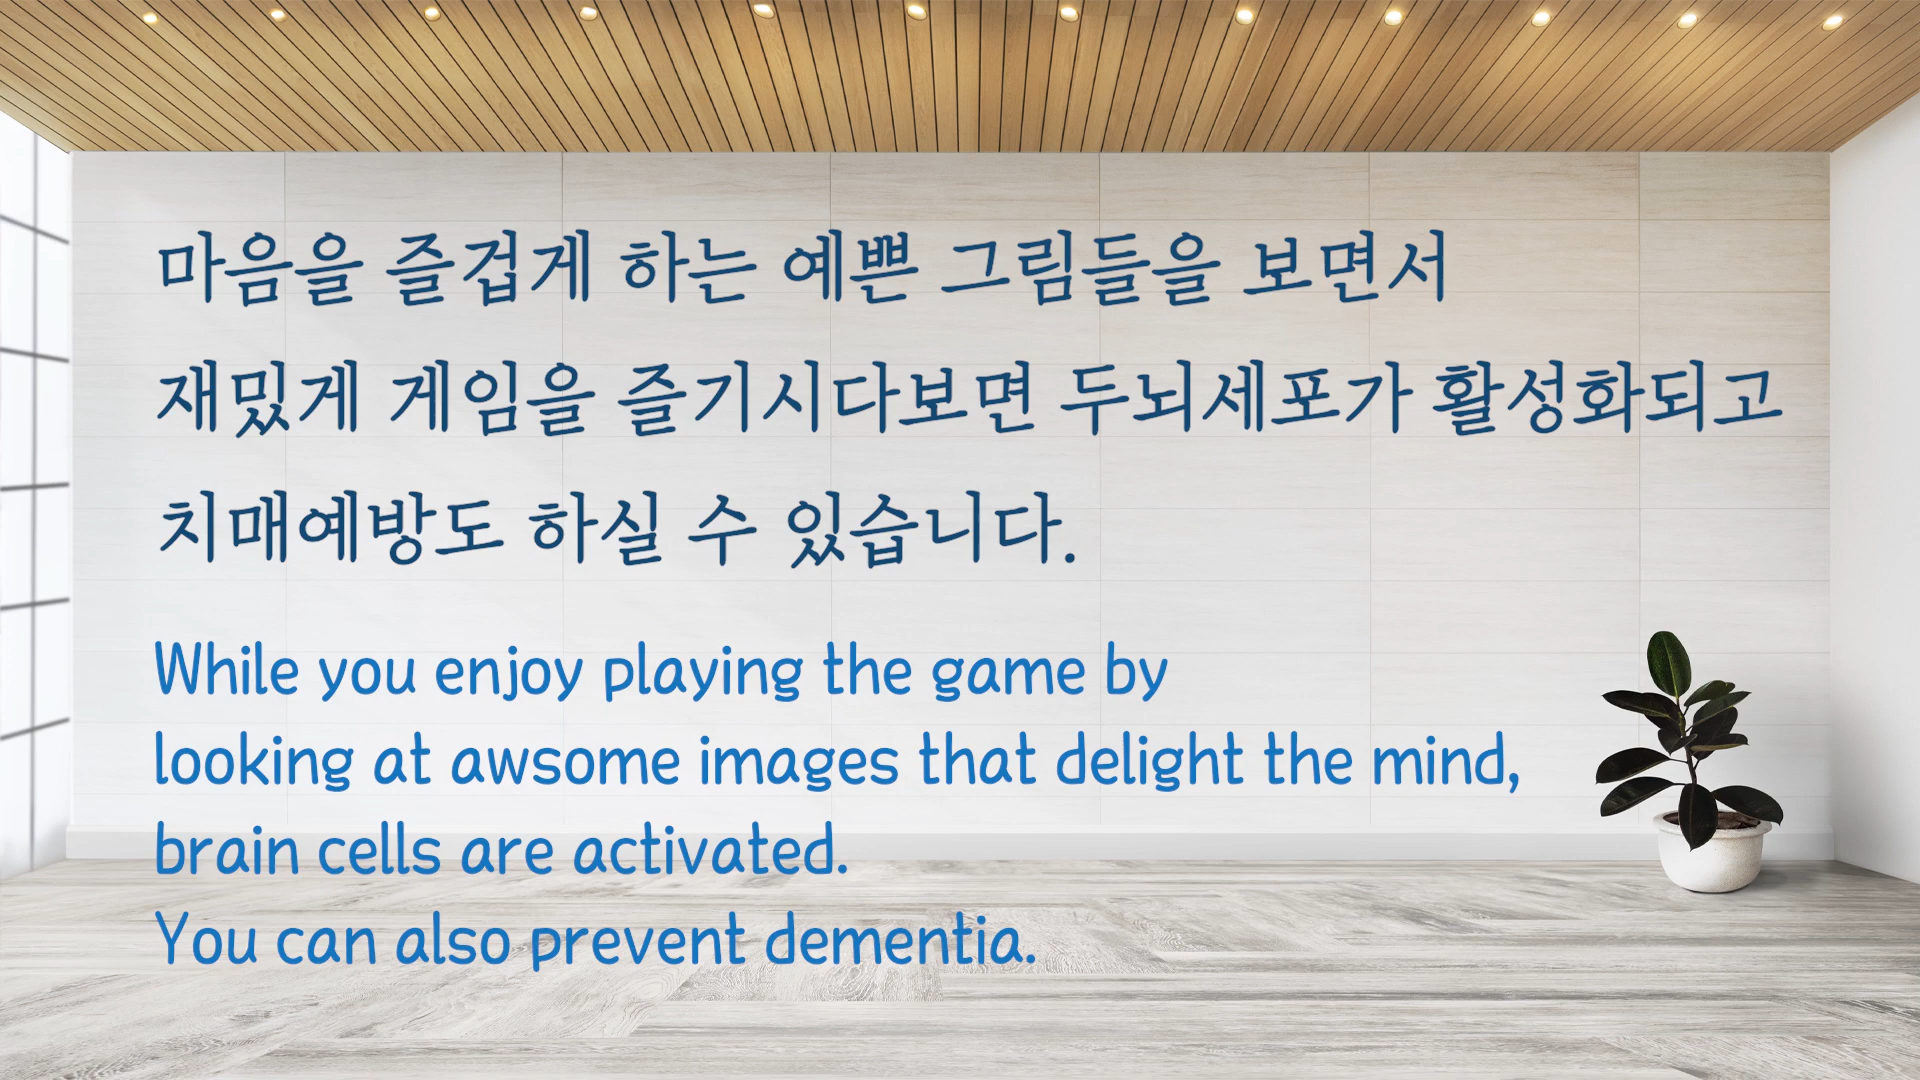 마음을 즐겁게 하는 예쁜 그림들을 보면서
재밌게 게임을 즐기시다보면 두뇌세포가 활성화되고
치매예방도 하실 수 있습니다.
While you enjoy playing the game by
looking at awsome images that delight the mind,
brain cells are activated.
You can also prevent dementia.